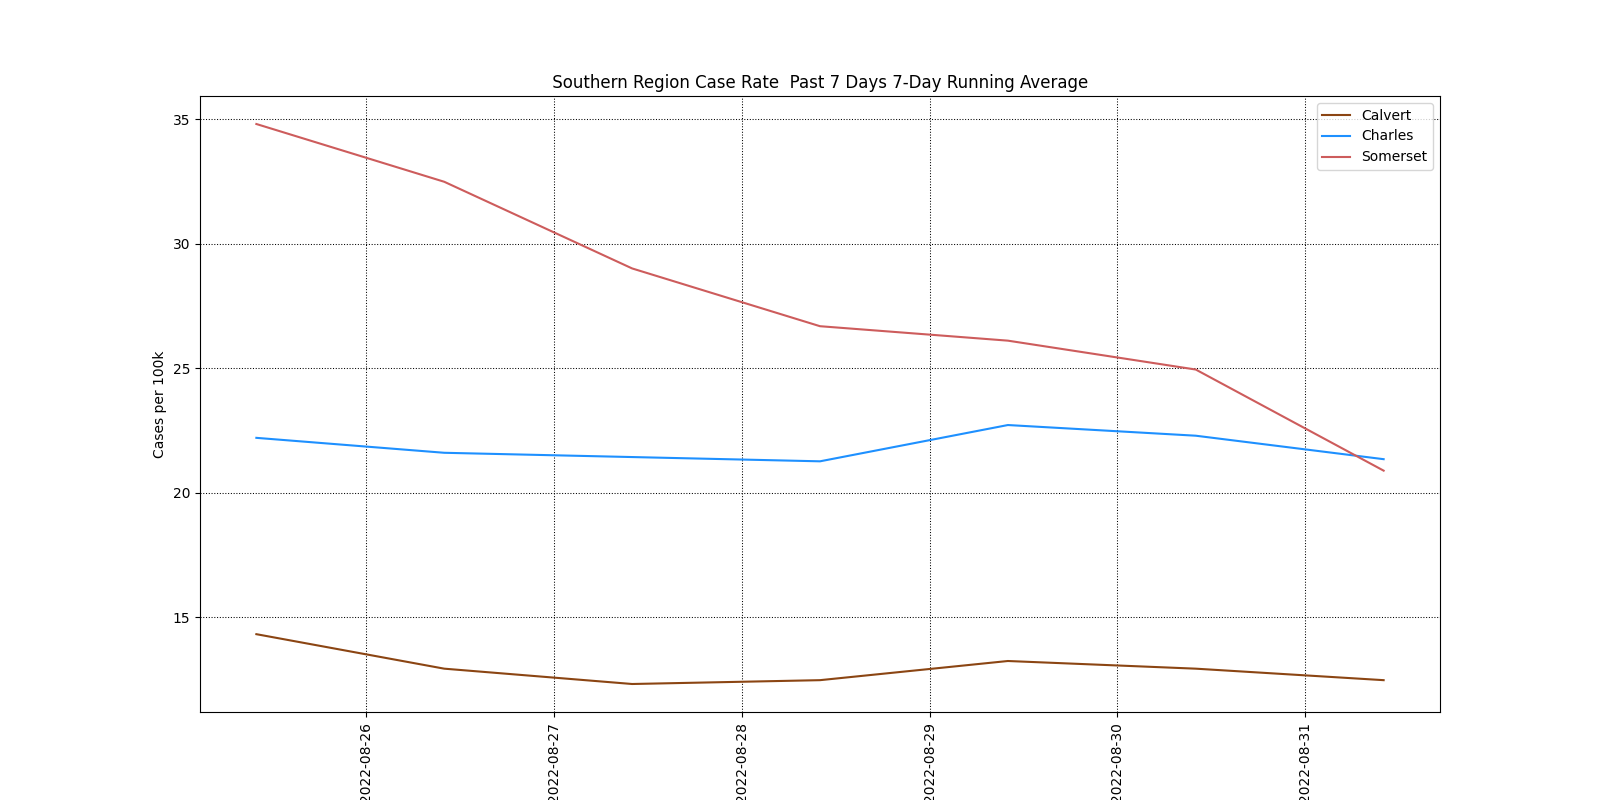 Southern Region Case Rate  Past 7 Days 7-Day Running Average
Calvert
Charles
Somerset
35
30
25
20
15
Cases per 100k
2022-08-26
2022-08-27
2022-08-28
2022-08-29
2022-08-30
2022-08-31